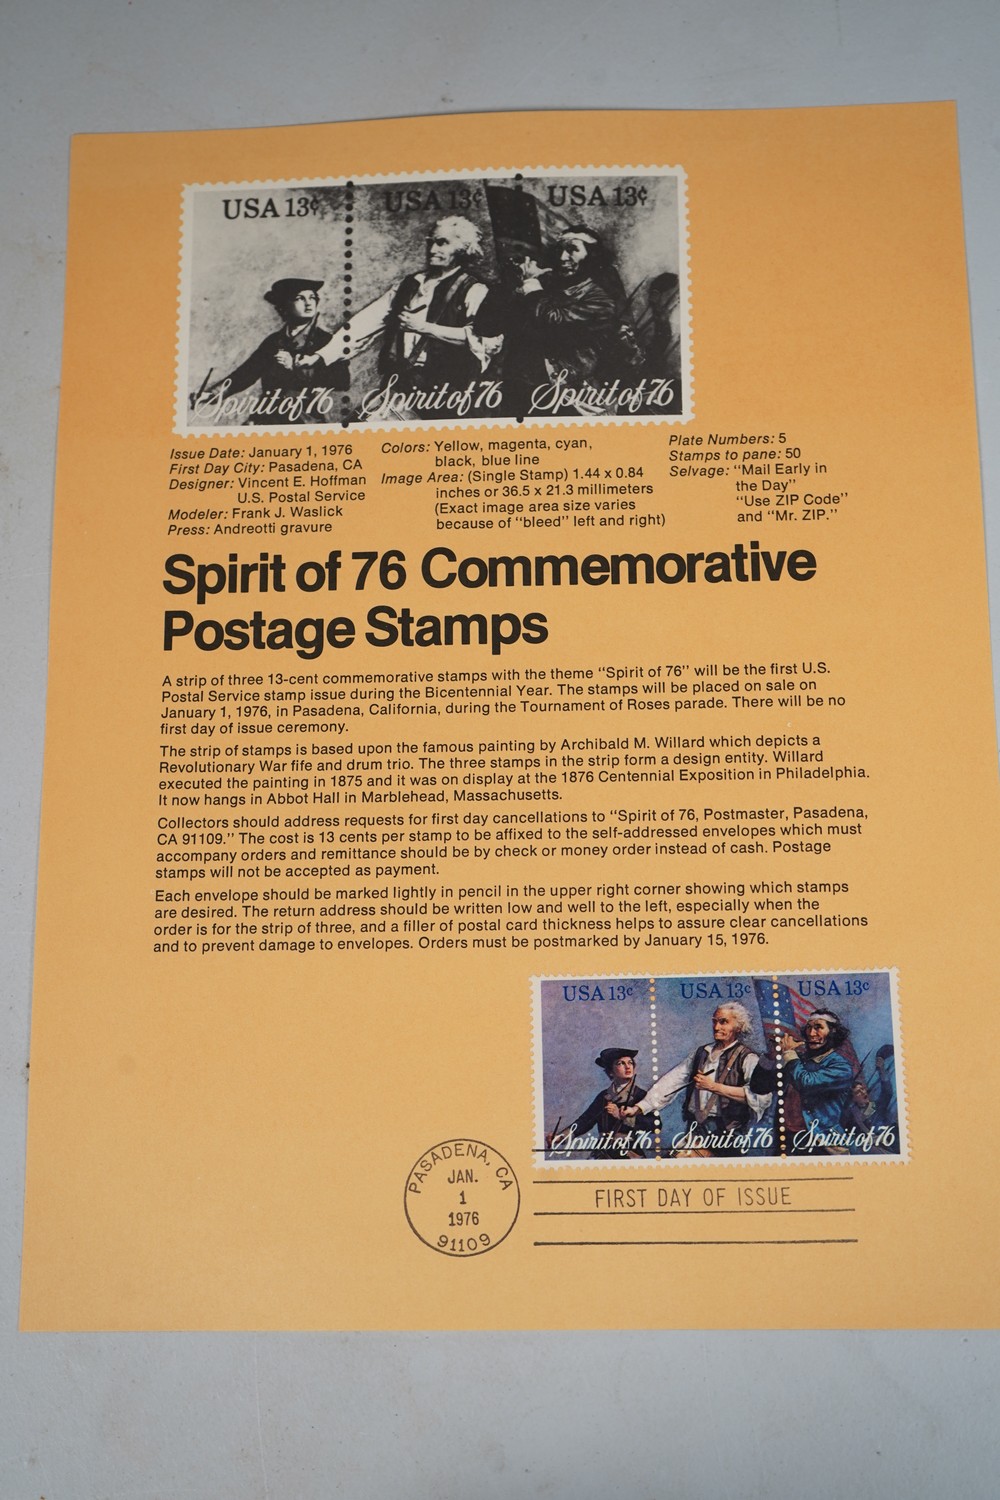 USA 13¢ USA 13¢ USA 13¢
Spirit of 76 Spirit of 76 Spirit of 76
Issue Date: January 1, 1976
First Day City: Pasadena, CA
Designer: Vincent E. Hoffman
U.S. Postal Service
Modeler: Frank J. Waslick
Press: Andreotti gravure
Colors: Yellow, magenta, cyan,
black, blue line
Image Area: (Single Stamp) 1.44 x 0.84
inches or 36.5 x 21.3 millimeters
(Exact image area size varies
because of "bleed" left and right)
Plate Numbers: 5
Stamps to pane: 50
Selvage: "Mail Early in
the Day"
"Use ZIP Code"
and "Mr. ZIP."
Spirit of 76 Commemorative
Postage Stamps
A strip of three 13-cent commemorative stamps with the theme "Spirit of 76" will be the first U.S.
Postal Service stamp issue during the Bicentennial Year. The stamps will be placed on sale on
January 1, 1976, in Pasadena, California, during the Tournament of Roses parade. There will be no
first day of issue ceremony.
The strip of stamps is based upon the famous painting by Archibald M. Willard which depicts a
Revolutionary War fife and drum trio. The three stamps in the strip form a design entity. Willard
executed the painting in 1875 and it was on display at the 1876 Centennial Exposition in Philadelphia.
It now hangs in Abbot Hall in Marblehead, Massachusetts.
Collectors should address requests for first day cancellations to "Spirit of 76, Postmaster, Pasadena,
CA 91109." The cost is 13 cents per stamp to be affixed to the self-addressed envelopes which must
accompany orders and remittance should be by check or money order instead of cash. Postage
stamps will not be accepted as payment.
Each envelope should be marked lightly in pencil in the upper right corner showing which stamps
are desired. The return address should be written low and well to the left, especially when the
order is for the strip of three, and a filler of postal card thickness helps to assure clear cancellations
and to prevent damage to envelopes. Orders must be postmarked by January 15, 1976.
USA 13c USA 13c USA 13c
Spirit of 76 Spirit of 76 Spirit of 76
PASADENA, CA
JAN.
1
1976
91109
FIRST DAY OF ISSUE